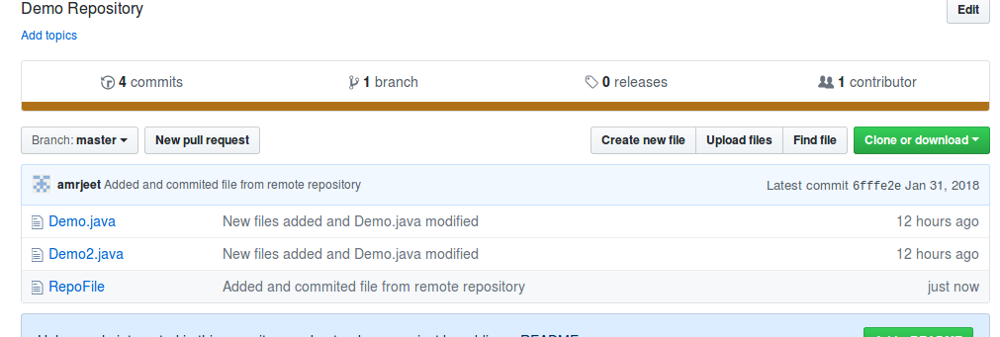 Demo Repository
Edit
Add topics
4 commits
1 branch
0 releases
1 contributor
Branch: master
New pull request
Create new file
Upload files
Find file
Clone or download
amrjeet Added and commited file from remote repository
Latest commit 6fffe2e Jan 31, 2018
Demo.java
New files added and Demo.java modified
12 hours ago
Demo2.java
New files added and Demo.java modified
12 hours ago
RepoFile
Added and commited file from remote repository
just now